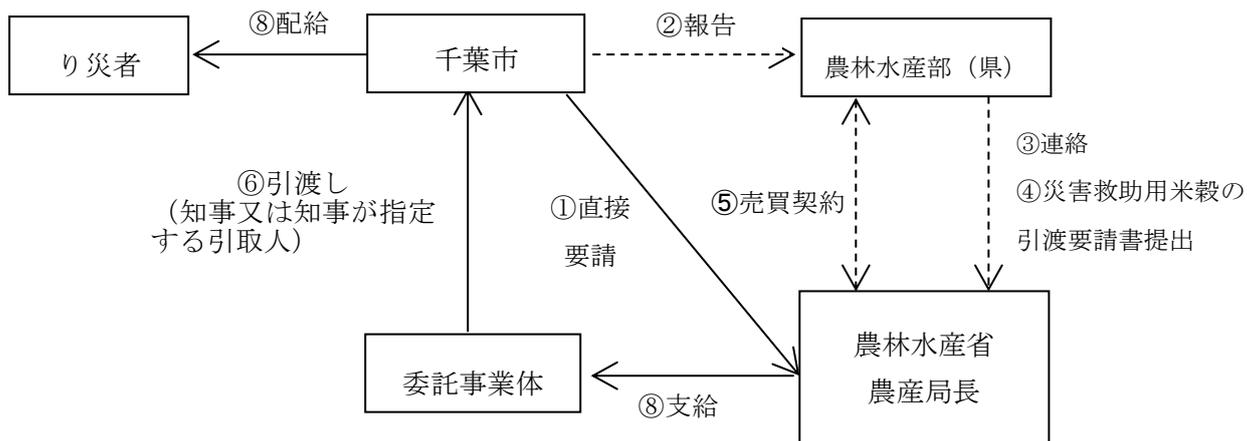 ⑧配給
②報告
り災者
千葉市
農林水産部（県）
③連絡
④災害救助用米穀の
引渡要請書提出
⑥引渡し
（知事又は知事が指定
する引取人）
①直接
要請
⑤売買契約
農林水産省
農産局長
委託事業体
⑧支給